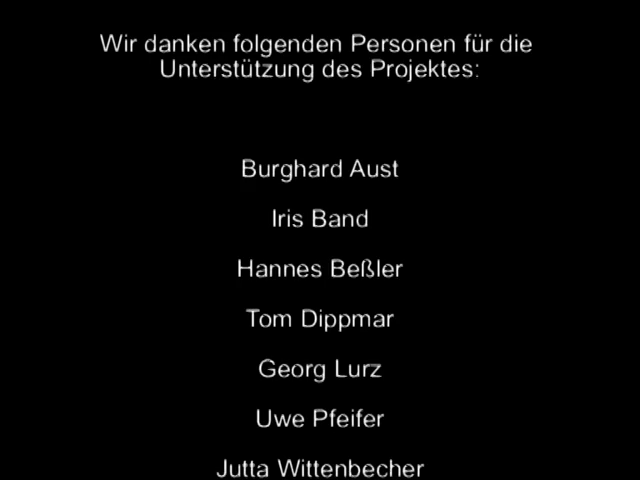 Wir danken folgenden Personen für die
Unterstützung des Projektes:
Burghard Aust
Iris Band
Hannes Beßler
Tom Dippmar
Georg Lurz
Uwe Pfeifer
Jutta Wittenbecher